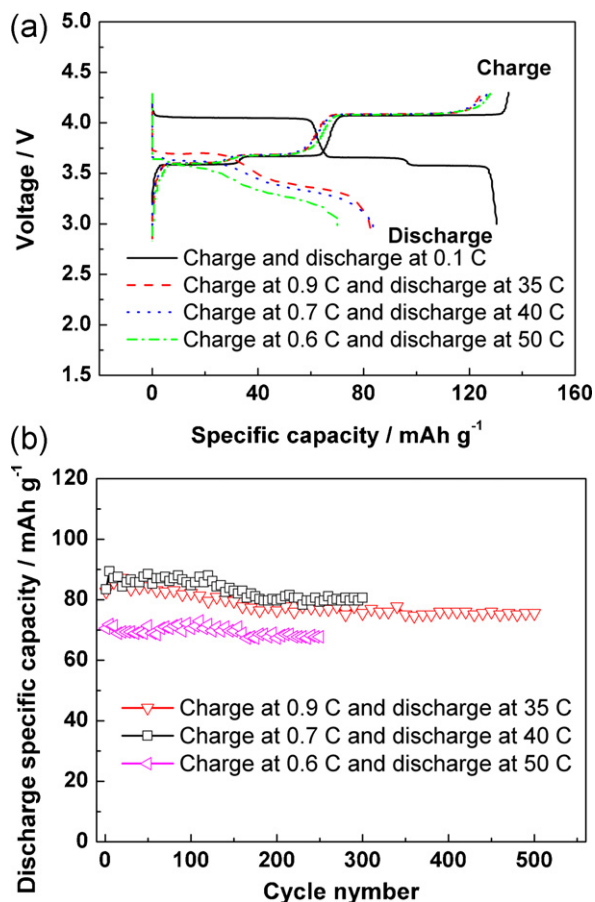 (a)
5.0
4.5
4.0
3.5
3.0
2.5
2.0
1.5
Voltage / V
Charge
Discharge
Charge and discharge at 0.1 C
Charge at 0.9 C and discharge at 35 C
Charge at 0.7 C and discharge at 40 C
Charge at 0.6 C and discharge at 50 C
0 40 80 120 160
Specific capacity / mAh g⁻¹
(b)
120
100
80
60
40
20
0
Discharge specific capacity / mAh g⁻¹
Charge at 0.9 C and discharge at 35 C
Charge at 0.7 C and discharge at 40 C
Charge at 0.6 C and discharge at 50 C
0 100 200 300 400 500
Cycle nymber